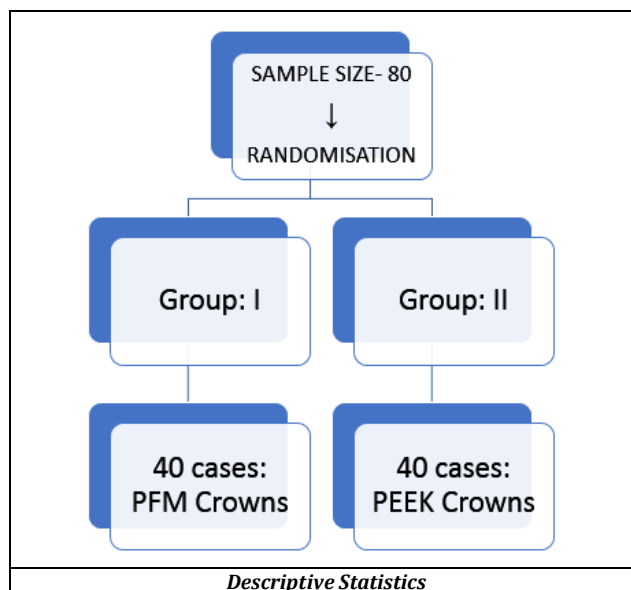 SAMPLE SIZE- 80
↓
RANDOMISATION
Group: I
Group: II
40 cases:
PFM Crowns
40 cases:
PEEK Crowns
Descriptive Statistics